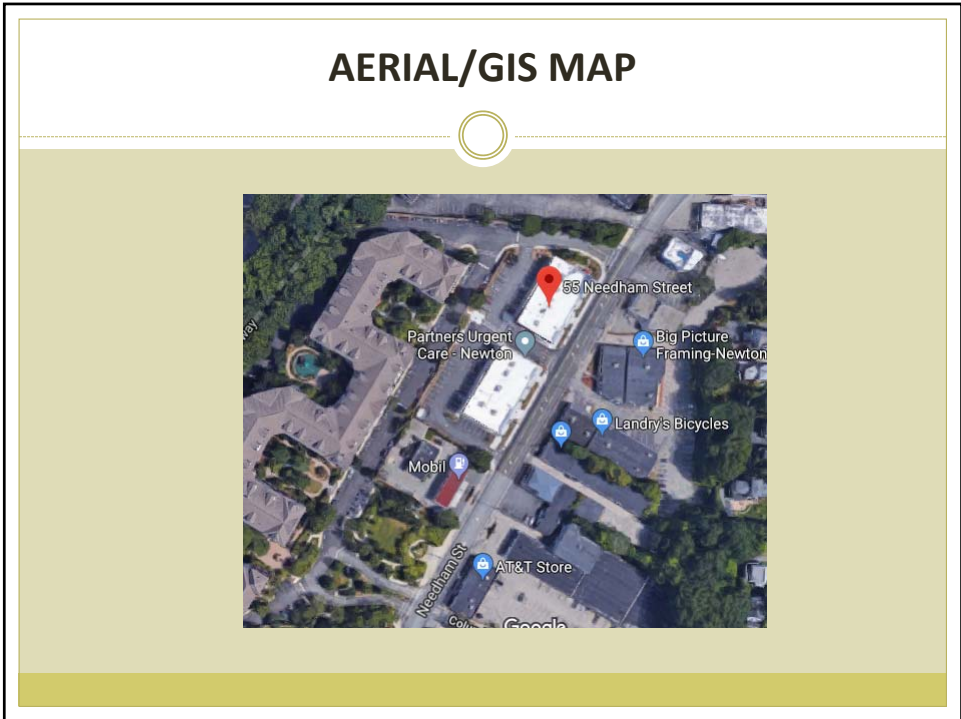 AERIAL/GIS MAP
55 Needham Street
Partners Urgent
Care - Newton
Big Picture
Framing-Newton
Landry's Bicycles
Mobil
Needham St
AT&T Store
Google